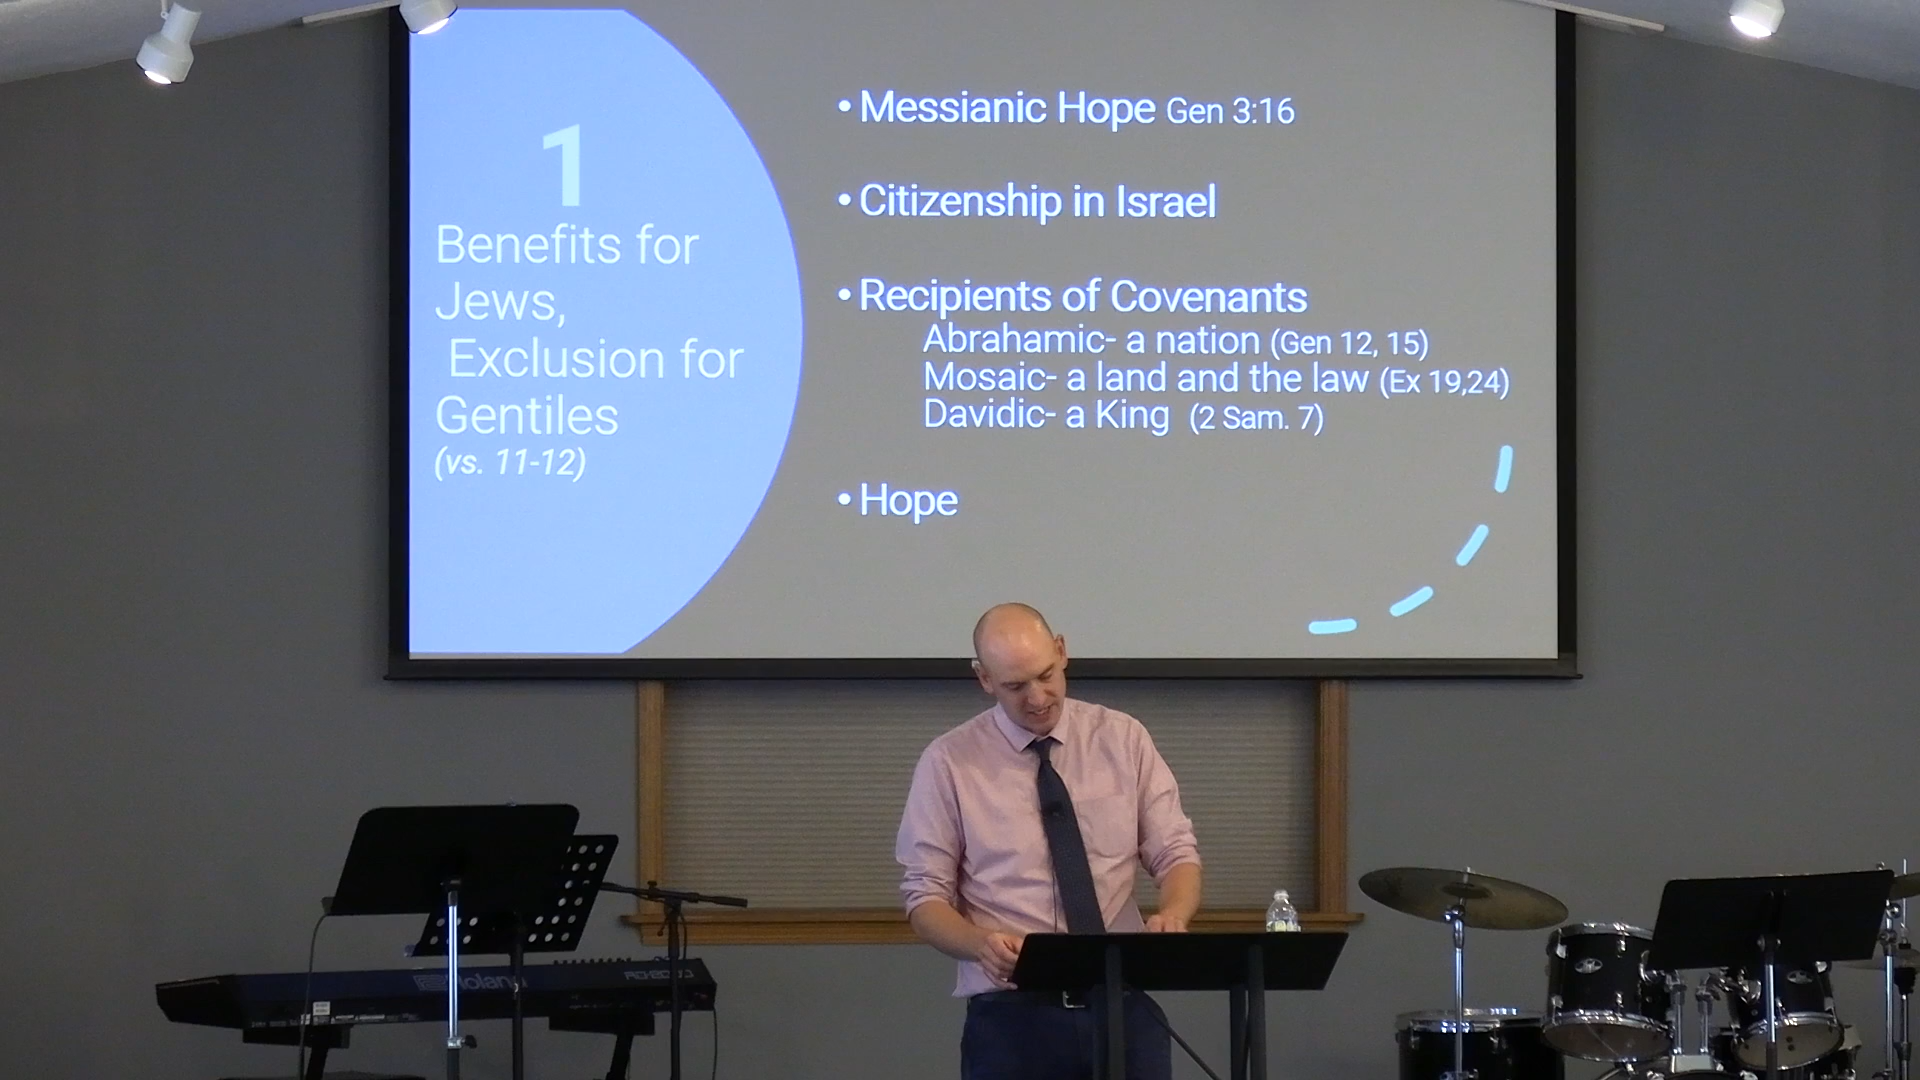 1
Benefits for
Jews,
Exclusion for
Gentiles
(vs. 11-12)
• Messianic Hope Gen 3:16
• Citizenship in Israel
• Recipients of Covenants
Abrahamic- a nation (Gen 12, 15)
Mosaic- a land and the law (Ex 19,24)
Davidic- a King (2 Sam. 7)
• Hope
Roland